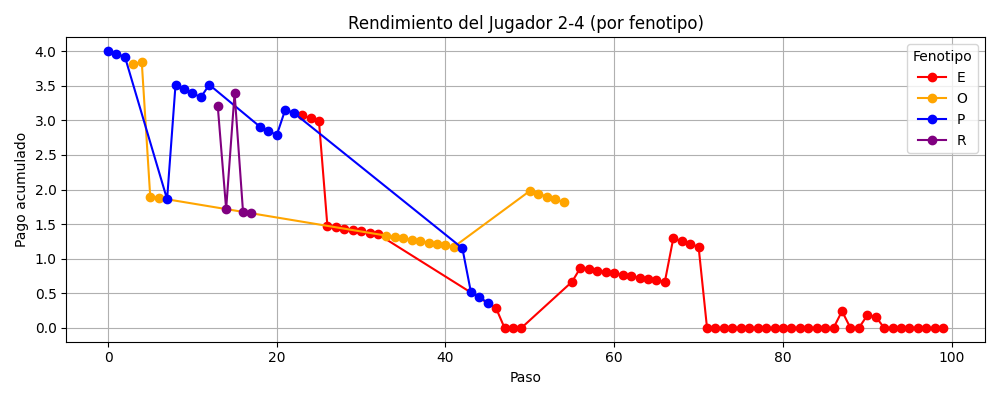 Rendimiento del Jugador 2-4 (por fenotipo)
Pago acumulado
4.0
3.5
3.0
2.5
2.0
1.5
1.0
0.5
0.0
0 20 40 60 80 100
Paso
Fenotipo
E
O
P
R